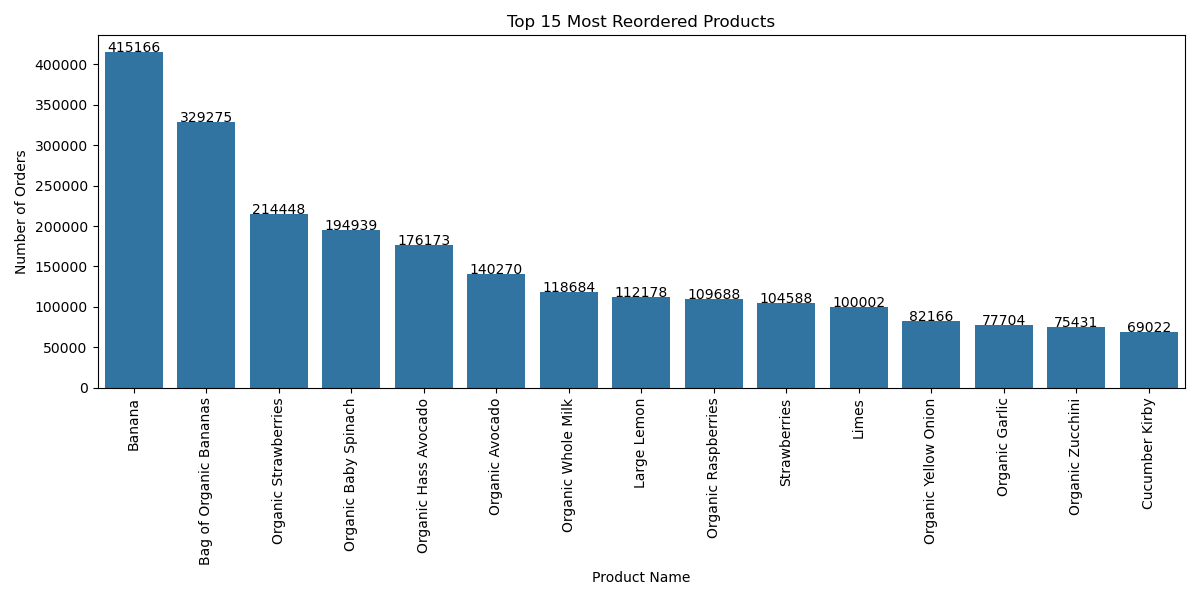 Top 15 Most Reordered Products
Number of Orders
400000
350000
300000
250000
200000
150000
100000
50000
0
415166
329275
214448
194939
176173
140270
118684
112178
109688
104588
100002
82166
77704
75431
69022
Banana
Bag of Organic Bananas
Organic Strawberries
Organic Baby Spinach
Organic Hass Avocado
Organic Avocado
Organic Whole Milk
Large Lemon
Organic Raspberries
Strawberries
Limes
Organic Yellow Onion
Organic Garlic
Organic Zucchini
Cucumber Kirby
Product Name